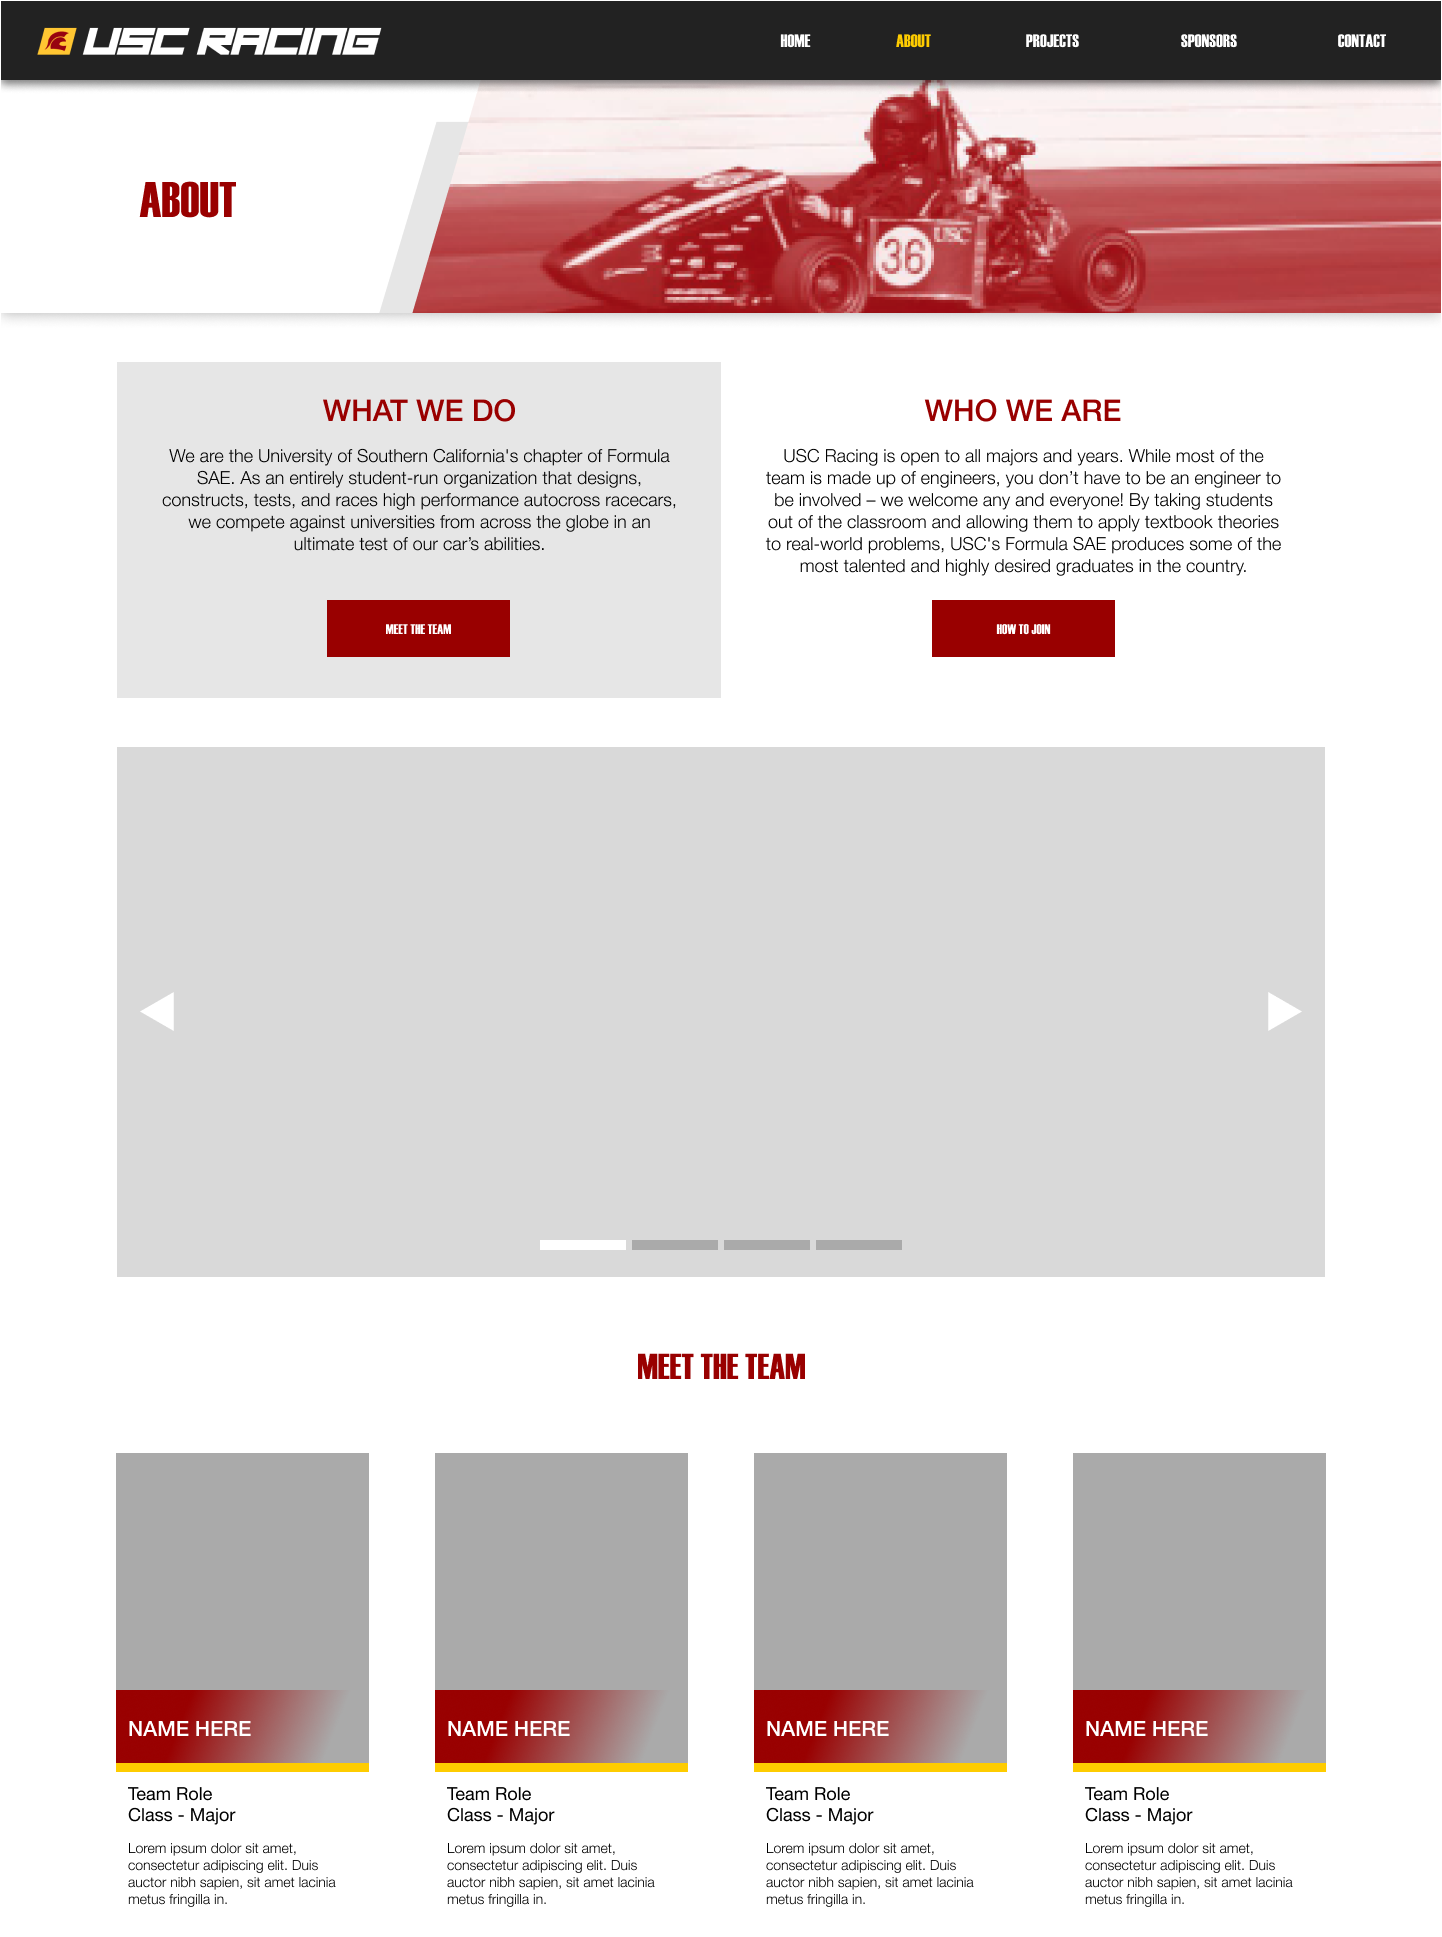 USC RACING
HOME ABOUT PROJECTS SPONSORS CONTACT
ABOUT
36
USC
WHAT WE DO
We are the University of Southern California's chapter of Formula
SAE. As an entirely student-run organization that designs,
constructs, tests, and races high performance autocross racecars,
we compete against universities from across the globe in an
ultimate test of our car’s abilities.
MEET THE TEAM
WHO WE ARE
USC Racing is open to all majors and years. While most of the
team is made up of engineers, you don’t have to be an engineer to
be involved – we welcome any and everyone! By taking students
out of the classroom and allowing them to apply textbook theories
to real-world problems, USC's Formula SAE produces some of the
most talented and highly desired graduates in the country.
HOW TO JOIN
MEET THE TEAM
NAME HERE
Team Role
Class - Major
Lorem ipsum dolor sit amet,
consectetur adipiscing elit. Duis
auctor nibh sapien, sit amet lacinia
metus fringilla in.
NAME HERE
Team Role
Class - Major
Lorem ipsum dolor sit amet,
consectetur adipiscing elit. Duis
auctor nibh sapien, sit amet lacinia
metus fringilla in.
NAME HERE
Team Role
Class - Major
Lorem ipsum dolor sit amet,
consectetur adipiscing elit. Duis
auctor nibh sapien, sit amet lacinia
metus fringilla in.
NAME HERE
Team Role
Class - Major
Lorem ipsum dolor sit amet,
consectetur adipiscing elit. Duis
auctor nibh sapien, sit amet lacinia
metus fringilla in.